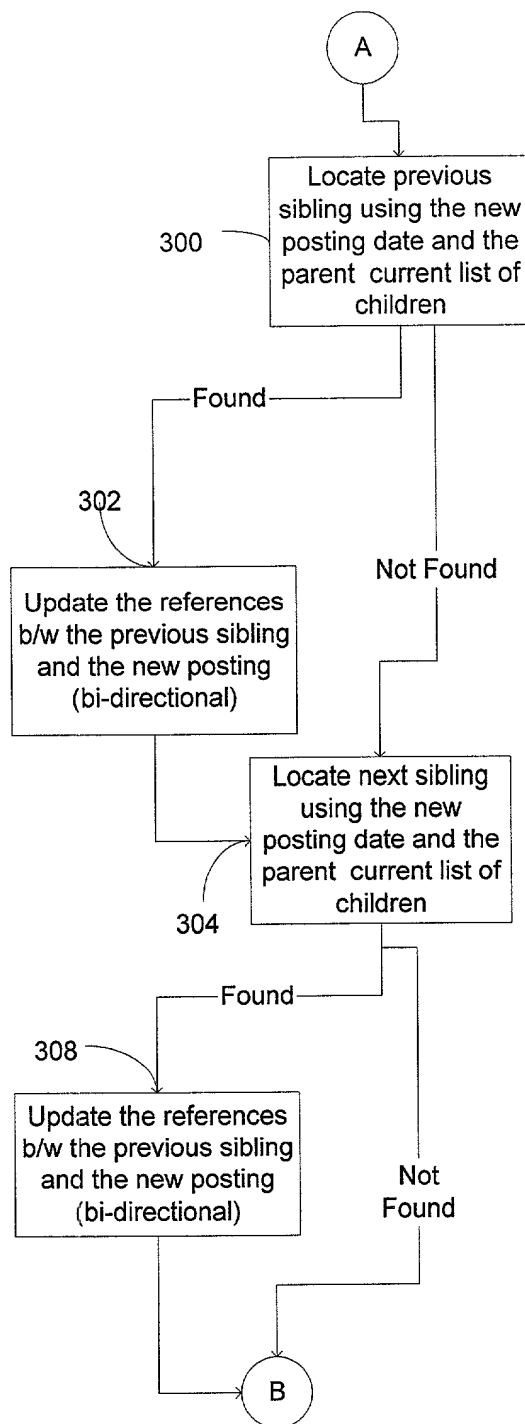 A
Locate previous
sibling using the new
posting date and the
parent current list of
children
300
Found
302
Not Found
Update the references
b/w the previous sibling
and the new posting
(bi-directional)
Locate next sibling
using the new
posting date and the
parent current list of
children
304
Found
308
Update the references
b/w the previous sibling
and the new posting
(bi-directional)
Not
Found
B